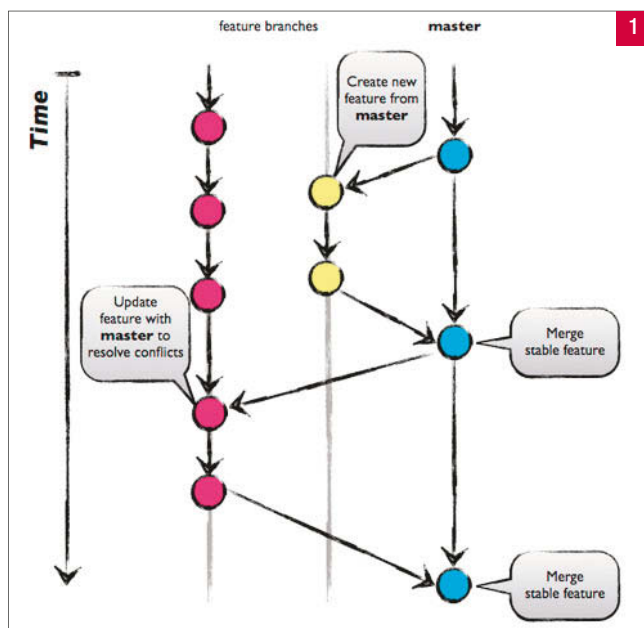 feature branches
master
1
Time
Create new
feature from
master
Update
feature with
master to
resolve conflicts
Merge
stable feature
Merge
stable feature